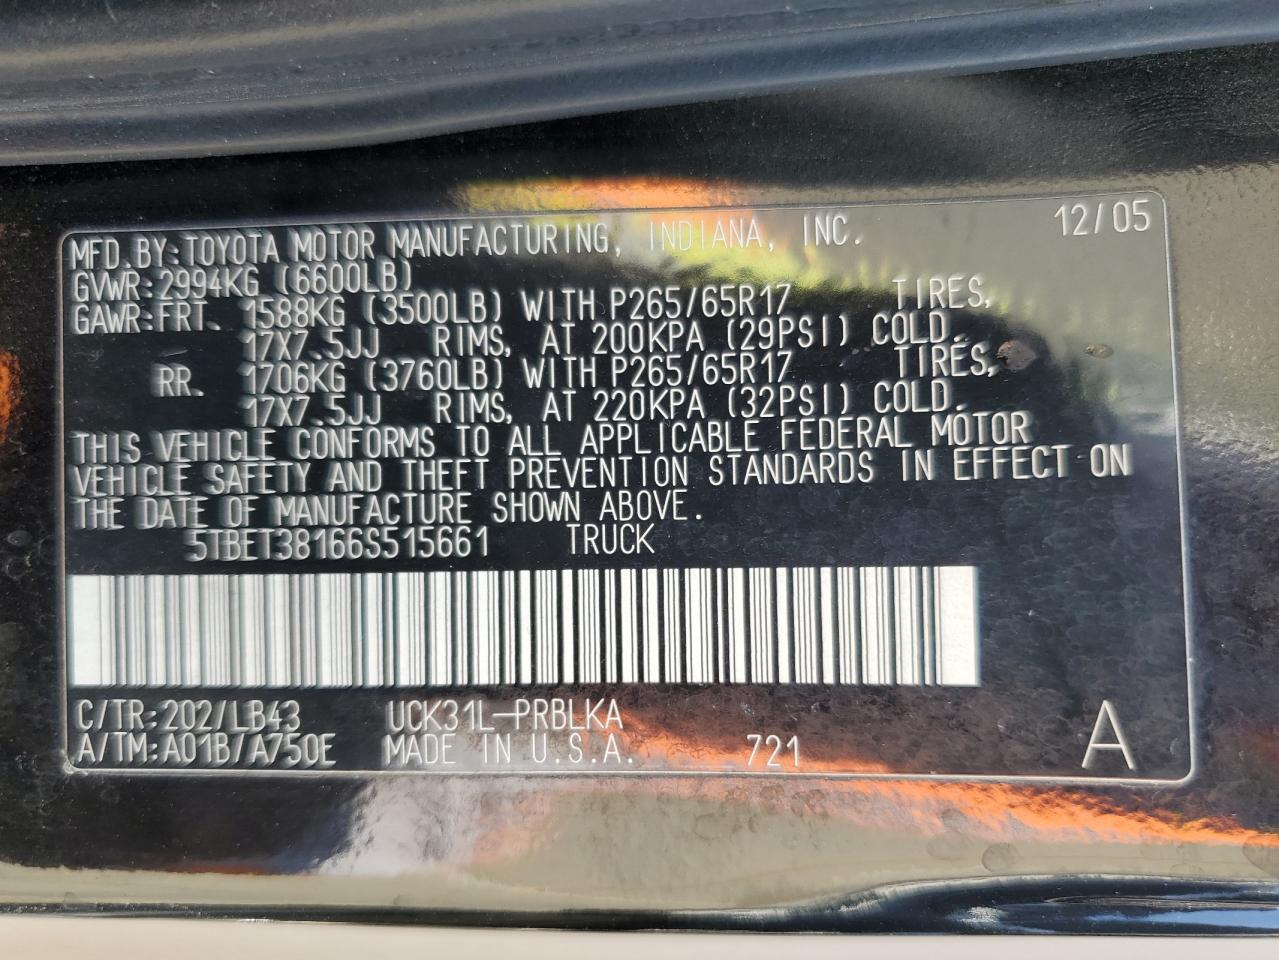 MFD.BY:TOYOTA MOTOR MANUFACTURING, INDIANA, INC. 12/05
GVWR:2994KG (6600LB)
GAWR:FRT. 1588KG (3500LB) WITH P265/65R17 TIRES,
17X7.5JJ RIMS, AT 200KPA (29PSI) COLD.
RR. 1706KG (3760LB) WITH P265/65R17 TIRES,
17X7.5JJ RIMS, AT 220KPA (32PSI) COLD.
THIS VEHICLE CONFORMS TO ALL APPLICABLE FEDERAL MOTOR
VEHICLE SAFETY AND THEFT PREVENTION STANDARDS IN EFFECT ON
THE DATE OF MANUFACTURE SHOWN ABOVE.
5TBET38166S515661 TRUCK
C/TR:202/LB43 UCK31L-PRBLKA
A/TM:A01B/A750E MADE IN U.S.A. 721 A